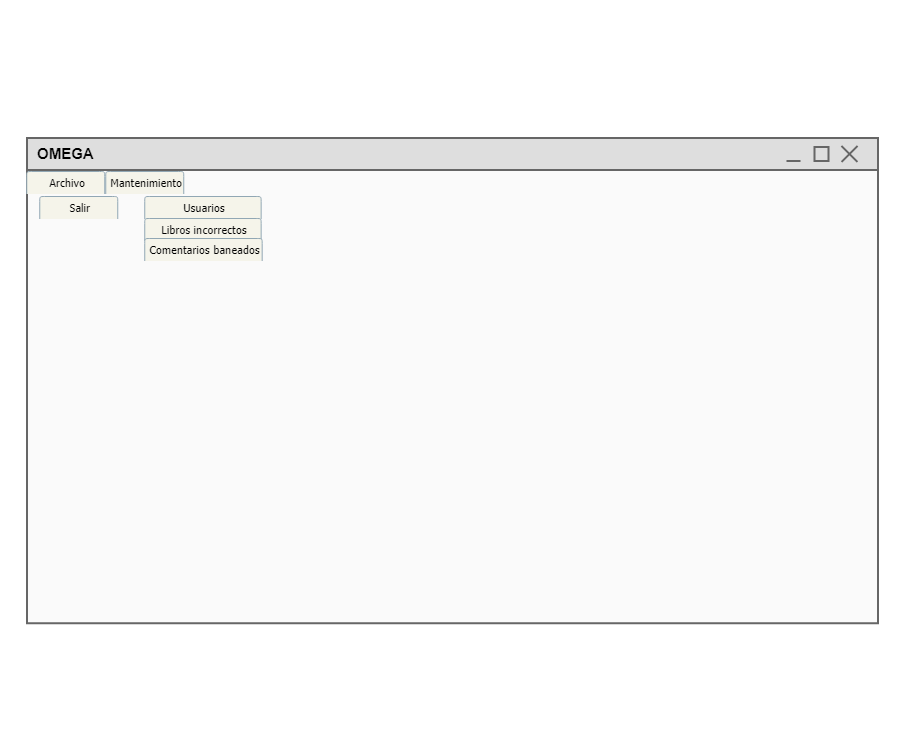 OMEGA
Archivo Mantenimiento
Salir Usuarios
Libros incorrectos
Comentarios baneados